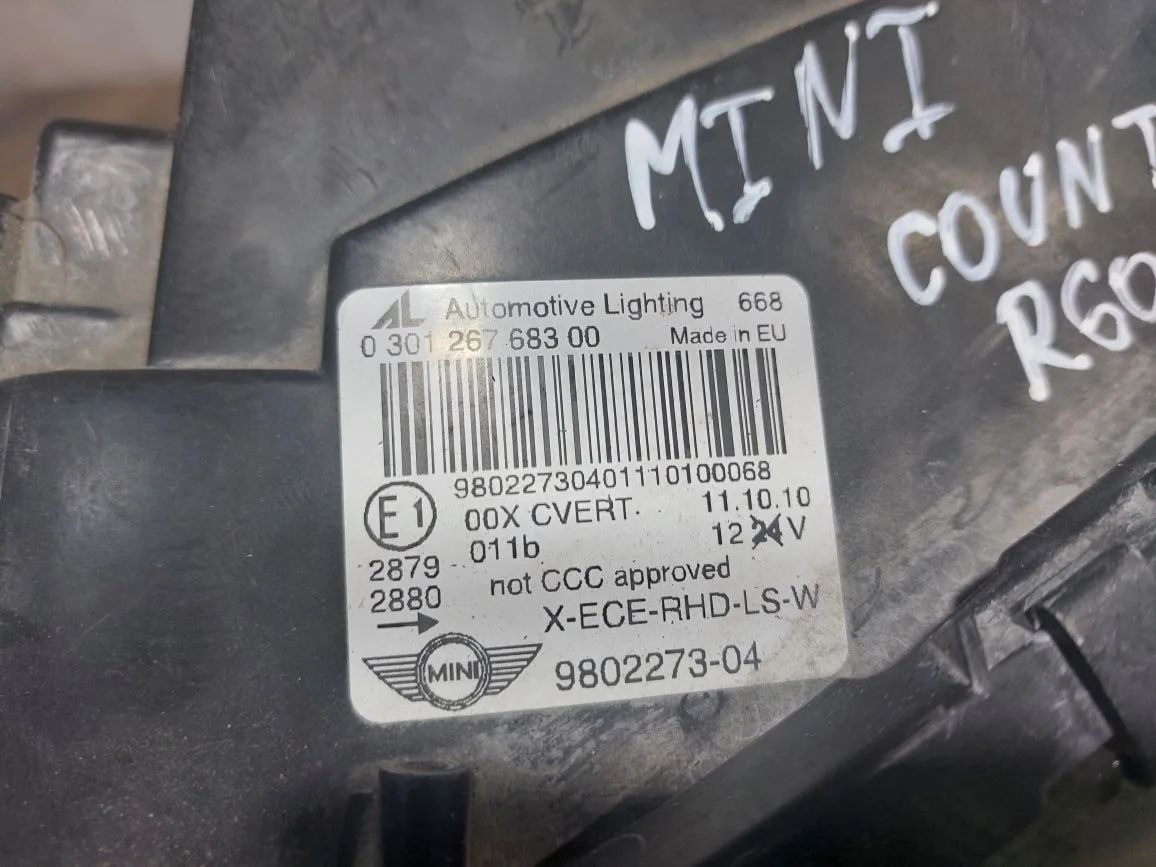 MINI
COUNT
R60
AL Automotive Lighting 668
0 301 267 683 00 Made in EU
98022730401110100068
E1 00X CVERT. 11.10.10
011b 12 24 V
2879 not CCC approved
2880 X-ECE-RHD-LS-W
MINI 9802273-04